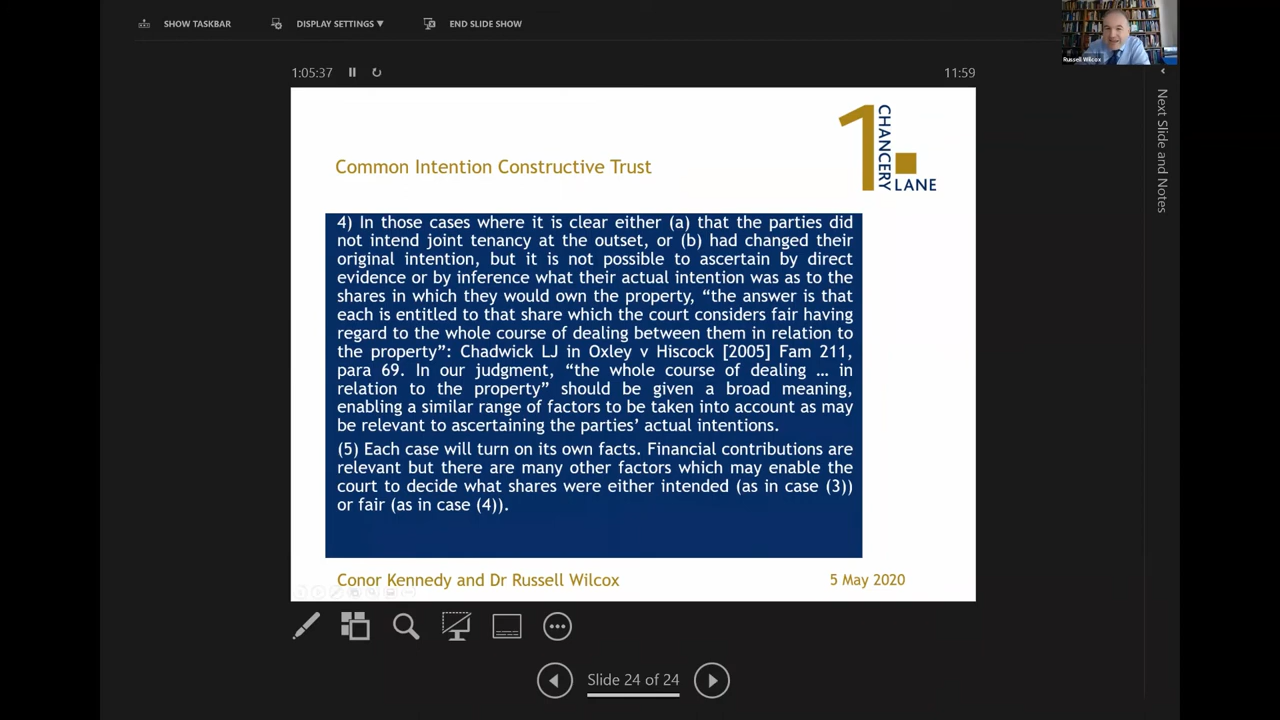 SHOW TASKBAR
DISPLAY SETTINGS ▼
END SLIDE SHOW
Russell Wilcox
1:05:37
11:59
Next Slide and Notes
1 CHANCERY LANE
Common Intention Constructive Trust
4) In those cases where it is clear either (a) that the parties did
not intend joint tenancy at the outset, or (b) had changed their
original intention, but it is not possible to ascertain by direct
evidence or by inference what their actual intention was as to the
shares in which they would own the property, “the answer is that
each is entitled to that share which the court considers fair having
regard to the whole course of dealing between them in relation to
the property”: Chadwick LJ in Oxley v Hiscock [2005] Fam 211,
para 69. In our judgment, “the whole course of dealing … in
relation to the property” should be given a broad meaning,
enabling a similar range of factors to be taken into account as may
be relevant to ascertaining the parties’ actual intentions.
(5) Each case will turn on its own facts. Financial contributions are
relevant but there are many other factors which may enable the
court to decide what shares were either intended (as in case (3))
or fair (as in case (4)).
Conor Kennedy and Dr Russell Wilcox
5 May 2020
Slide 24 of 24